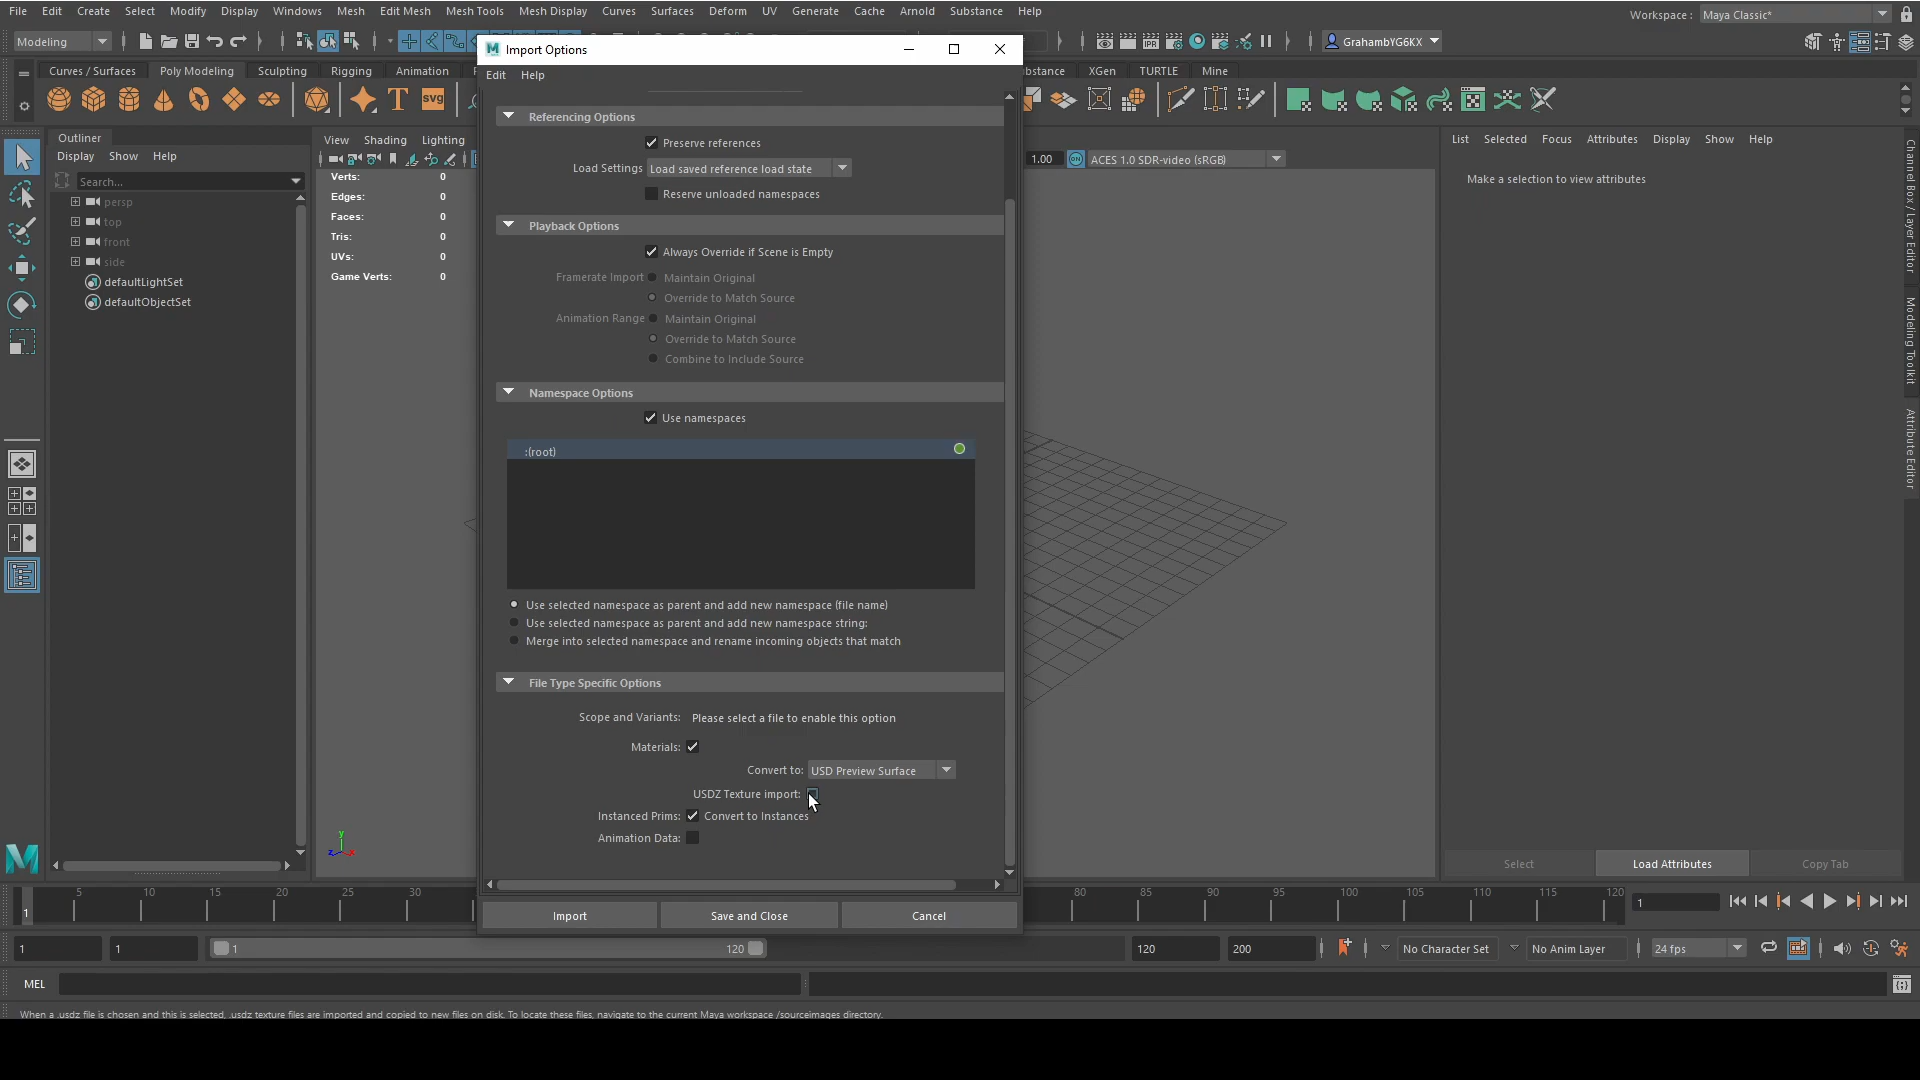 File Edit Create Select Modify Display Windows Mesh Edit Mesh Mesh Tools Mesh Display Curves Surfaces Deform UV Generate Cache Arnold Substance Help
Workspace : Maya Classic*
Modeling
GrahambYG6KX
Import Options
Edit Help
Curves / Surfaces Poly Modeling Sculpting Rigging Animation
XGen TURTLE Mine
SVG
IPR
Outliner
Display Show Help
Search...
persp
top
front
side
defaultLightSet
defaultObjectSet
View Shading Lighting
Verts: 0
Edges: 0
Faces: 0
Tris: 0
UVs: 0
Game Verts: 0
Referencing Options
Preserve references
Load Settings Load saved reference load state
Reserve unloaded namespaces
Playback Options
Always Override if Scene is Empty
Framerate Import Maintain Original
Override to Match Source
Animation Range Maintain Original
Override to Match Source
Combine to Include Source
Namespace Options
Use namespaces
:(root)
Use selected namespace as parent and add new namespace (file name)
Use selected namespace as parent and add new namespace string:
Merge into selected namespace and rename incoming objects that match
File Type Specific Options
Scope and Variants: Please select a file to enable this option
Materials:
Convert to: USD Preview Surface
USDZ Texture import:
Instanced Prims: Convert to Instances
Animation Data:
Import Save and Close Cancel
1.00 ON ACES 1.0 SDR-video (sRGB)
List Selected Focus Attributes Display Show Help
Make a selection to view attributes
Channel Box / Layer Editor
Modeling Toolkit
Attribute Editor
Select Load Attributes Copy Tab
y
z x
1 5 10 15 20 25 30 80 85 90 95 100 105 110 115 120 1
1 1 1 120 120 200 No Character Set No Anim Layer 24 fps
MEL
When a .usdz file is chosen and this is selected, .usdz texture files are imported and copied to new files on disk. To locate these files, navigate to the current Maya workspace /sourceimages directory.